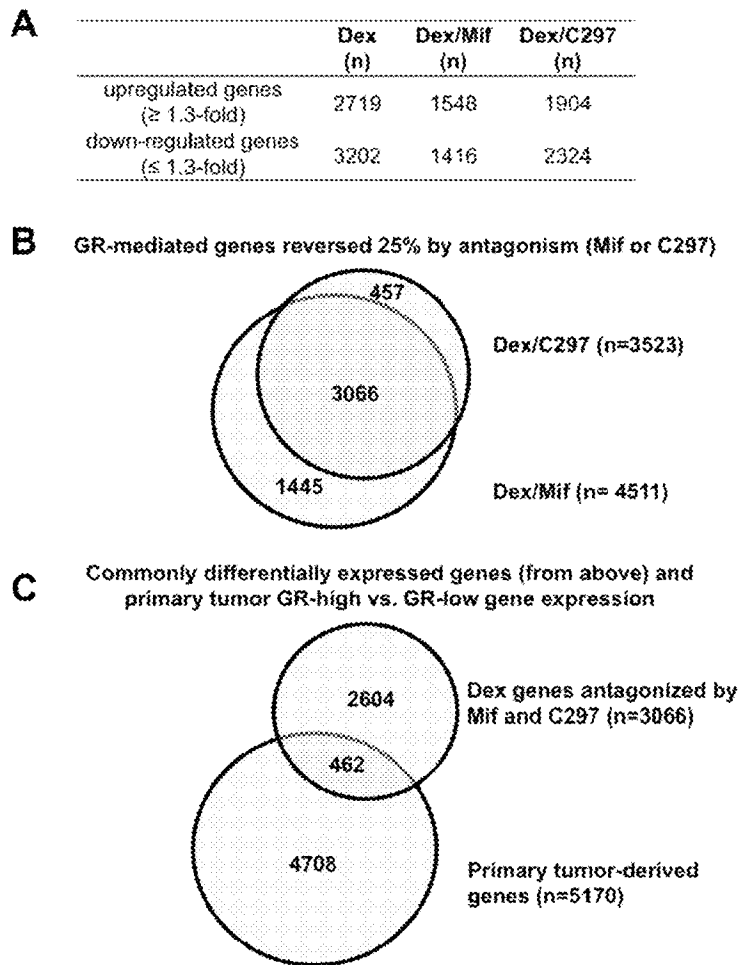 A
Dex Dex/Mif Dex/C297
(n) (n) (n)
upregulated genes
(≥ 1.3-fold) 2719 1548 1904
down-regulated genes
(≤ 1.3-fold) 3202 1416 2324
B GR-mediated genes reversed 25% by antagonism (Mif or C297)
457
Dex/C297 (n=3523)
3066
1445
Dex/Mif (n= 4511)
C Commonly differentially expressed genes (from above) and
primary tumor GR-high vs. GR-low gene expression
2604
Dex genes antagonized by
Mif and C297 (n=3066)
462
4708
Primary tumor-derived
genes (n=5170)